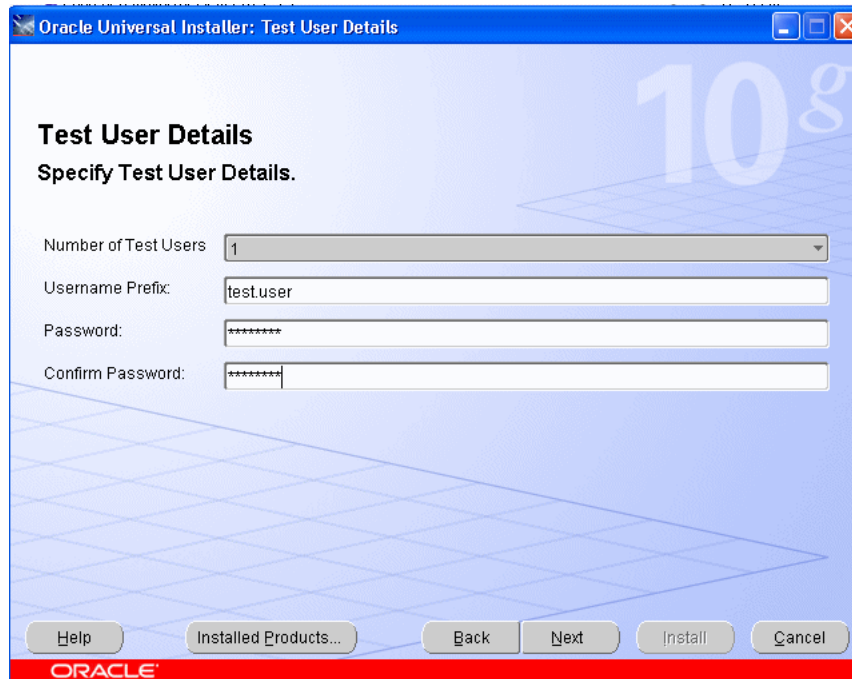 Oracle Universal Installer: Test User Details
10g
Test User Details
Specify Test User Details.
Number of Test Users 1
Username Prefix: test.user
Password: ********
Confirm Password: ********
Help Installed Products... Back Next Install Cancel
ORACLE